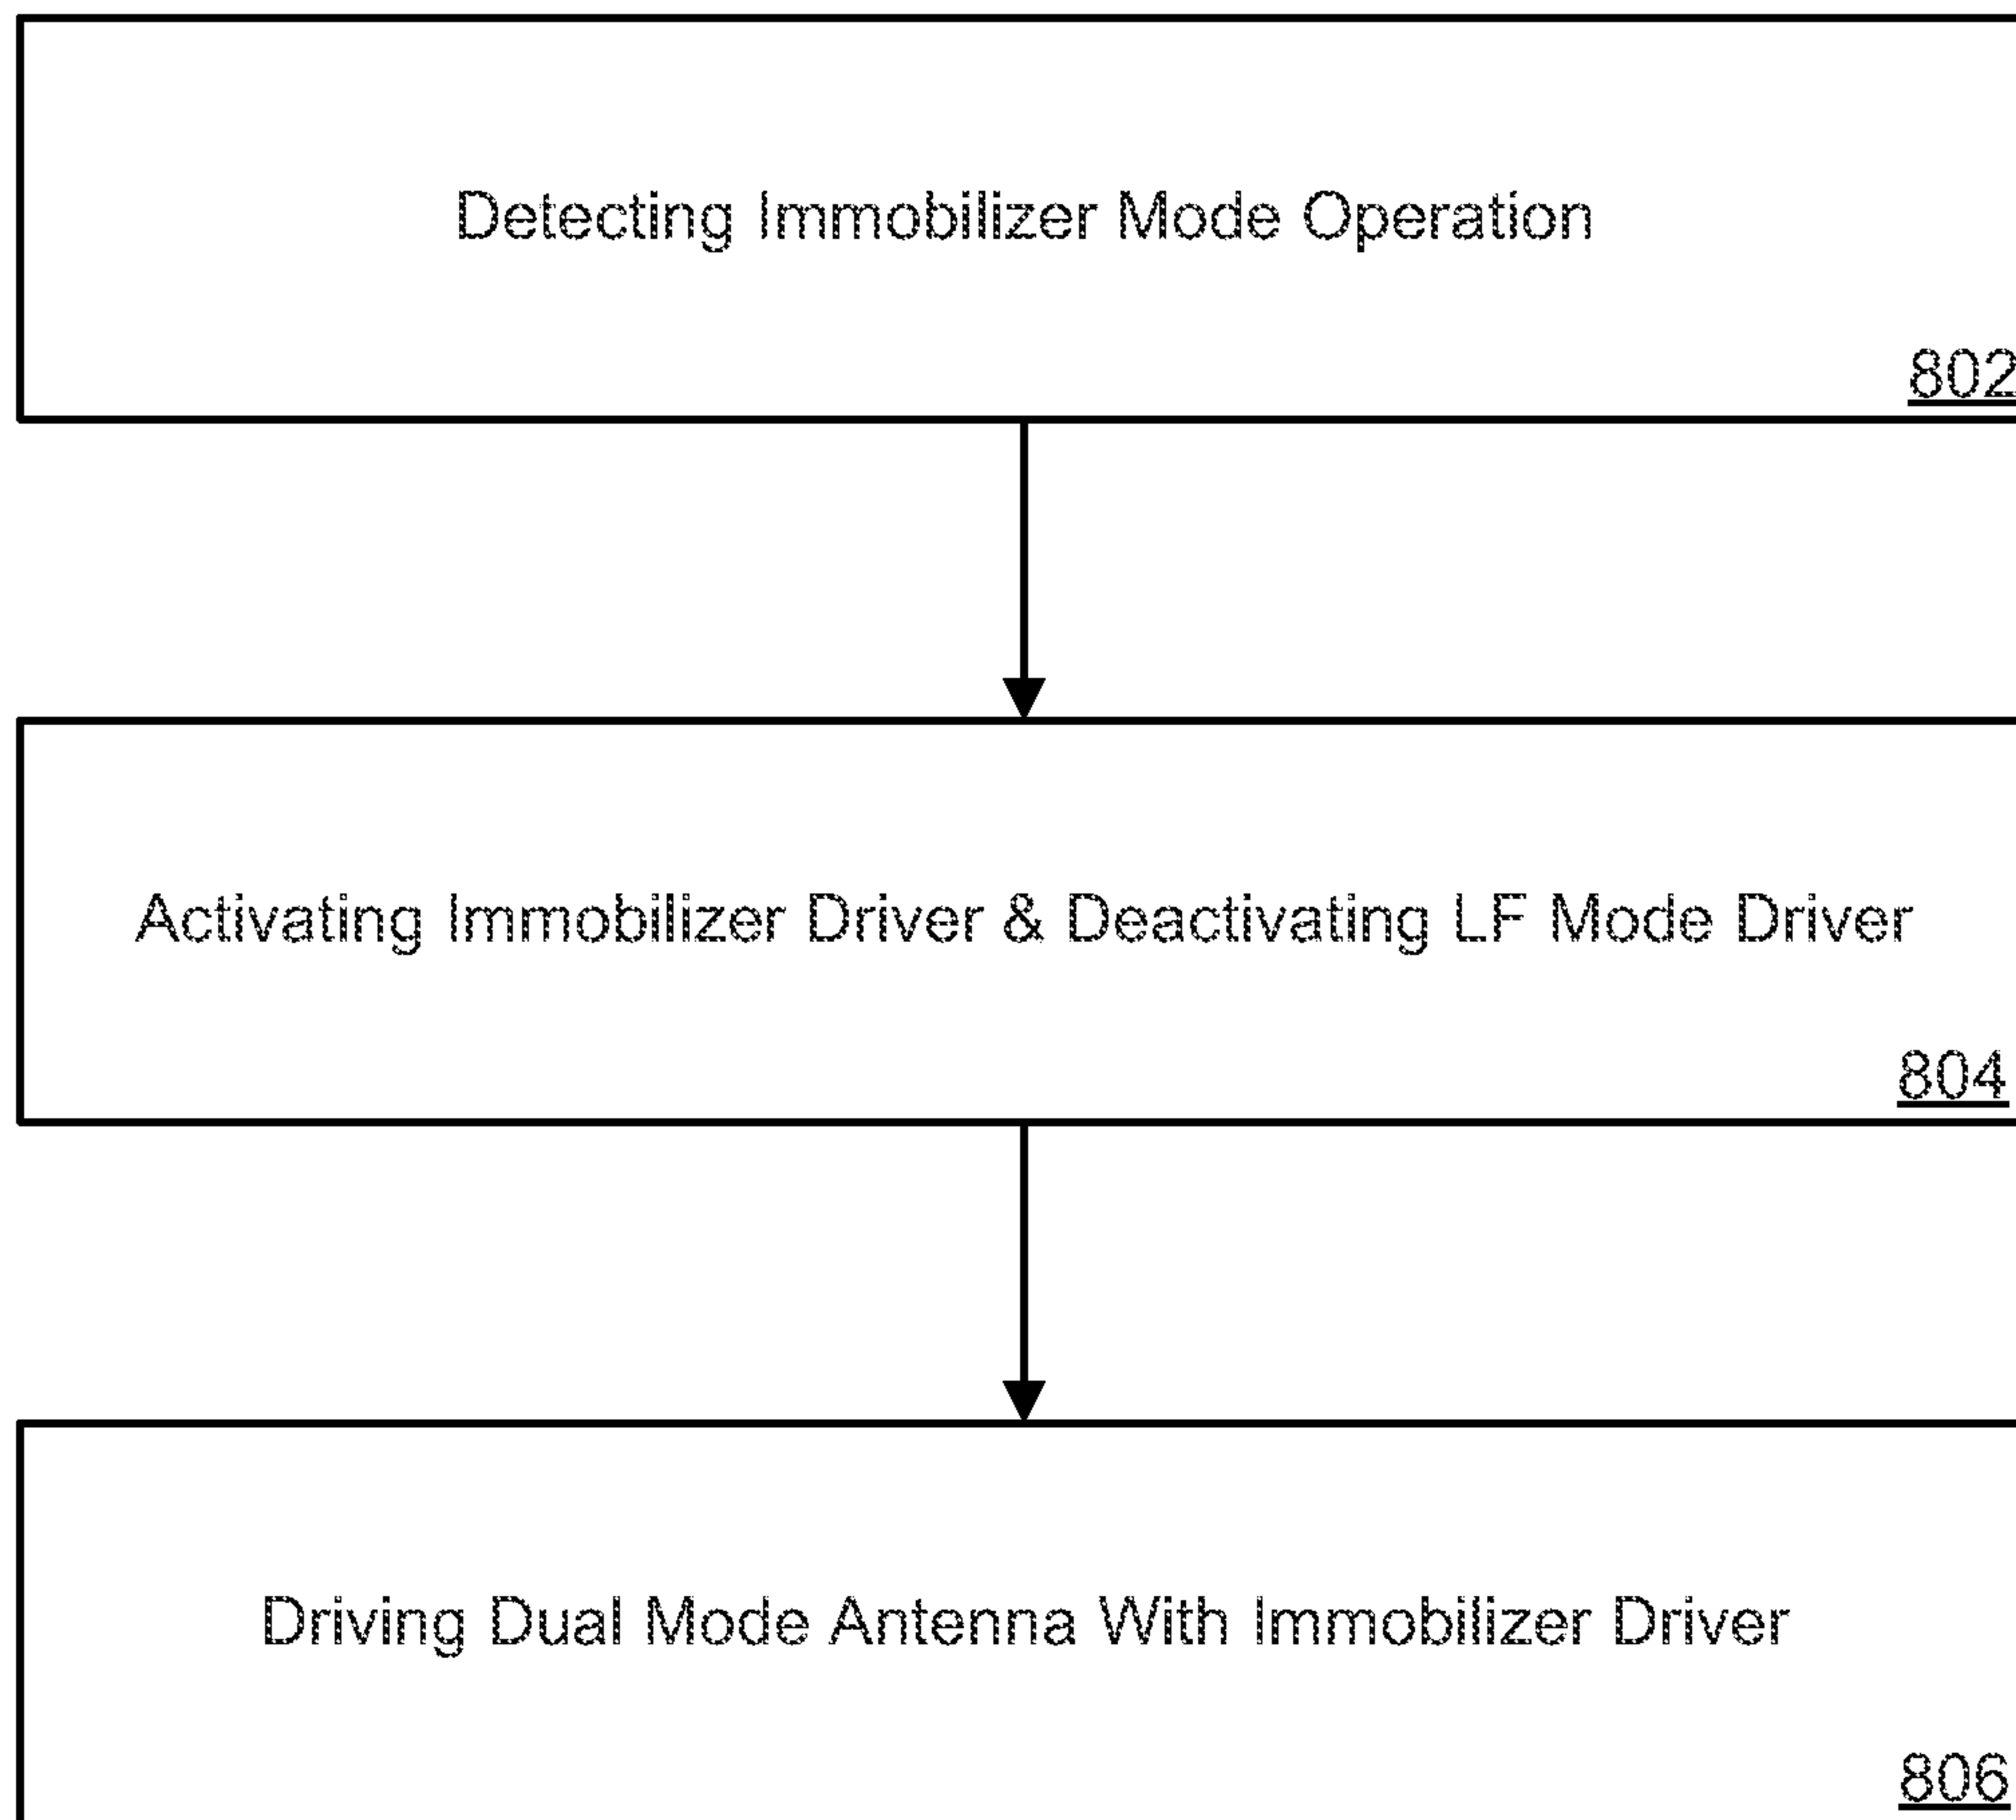 Detecting Immobilizer Mode Operation
802
Activating Immobilizer Driver & Deactivating LF Mode Driver
804
Driving Dual Mode Antenna With Immobilizer Driver
806